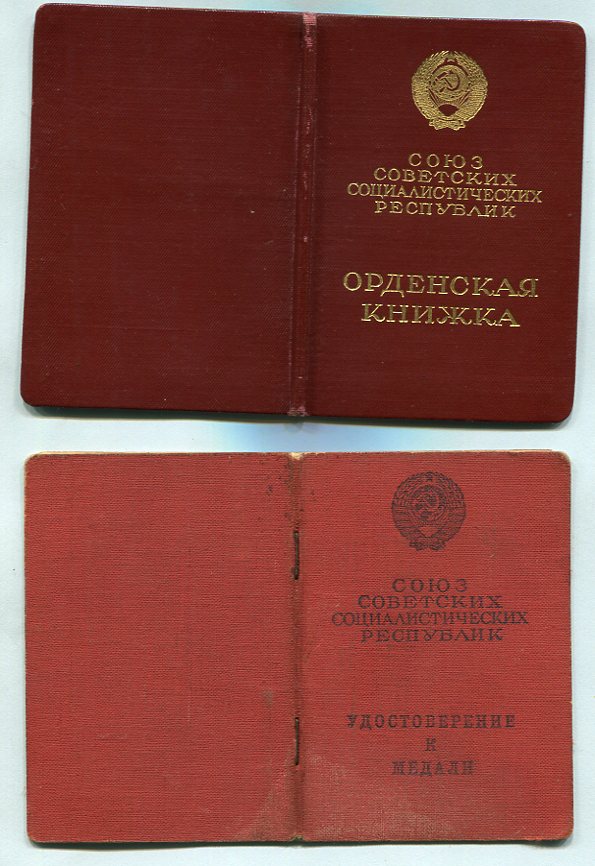 СОЮЗ
СОВЕТСКИХ
СОЦИАЛИСТИЧЕСКИХ
РЕСПУБЛИК
ОРДЕНСКАЯ
КНИЖКА
СОЮЗ
СОВЕТСКИХ
СОЦИАЛИСТИЧЕСКИХ
РЕСПУБЛИК
УДОСТОВЕРЕНИЕ
К
МЕДАЛИ